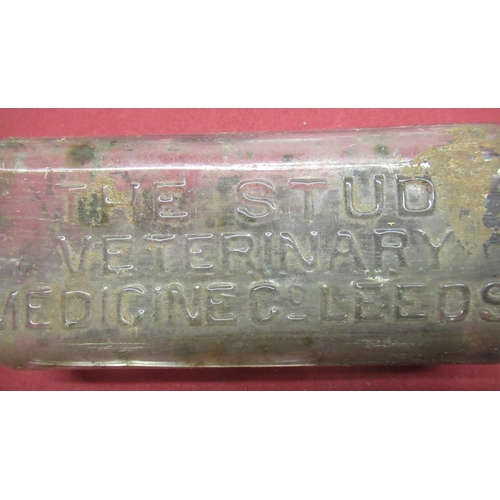 THE STUD
VETERINARY
MEDICINE Cº LEEDS